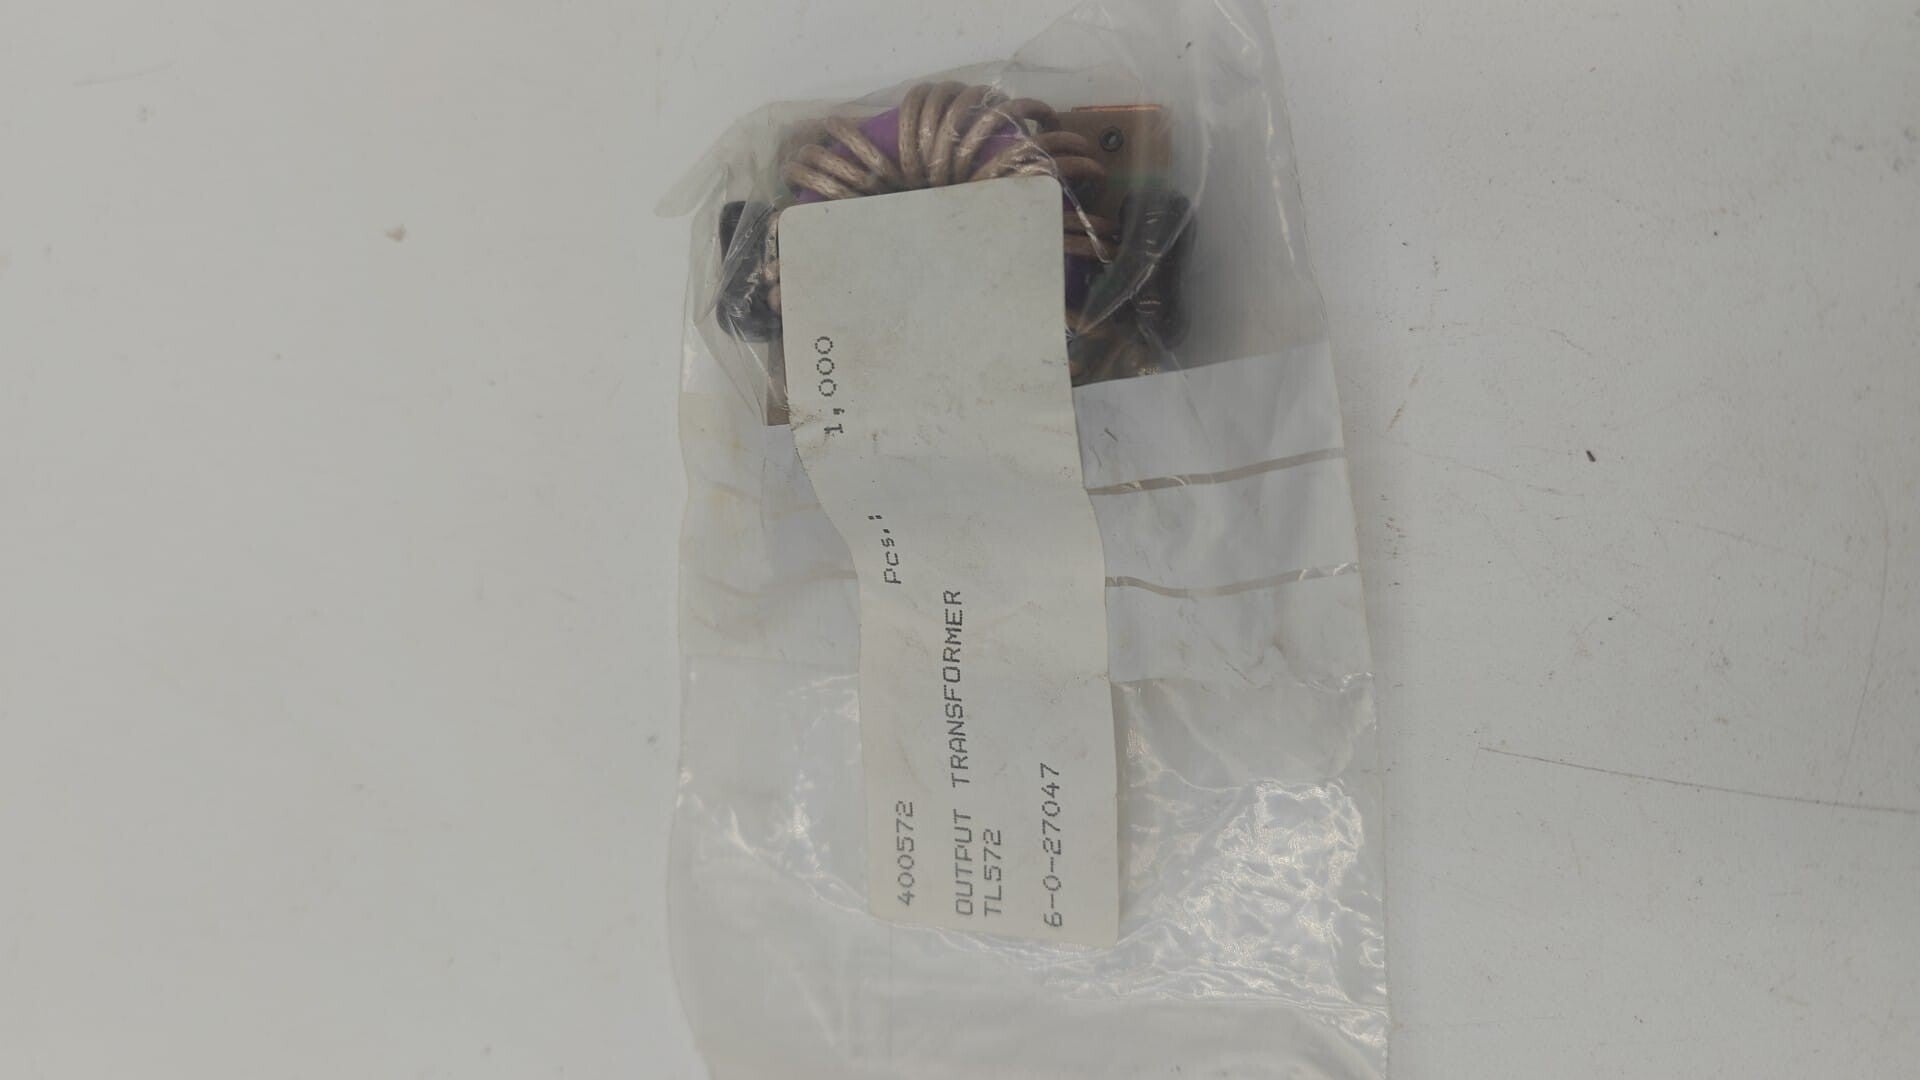 400572 Pcs.: 1,000
OUTPUT TRANSFORMER
TL572
6-0-27047